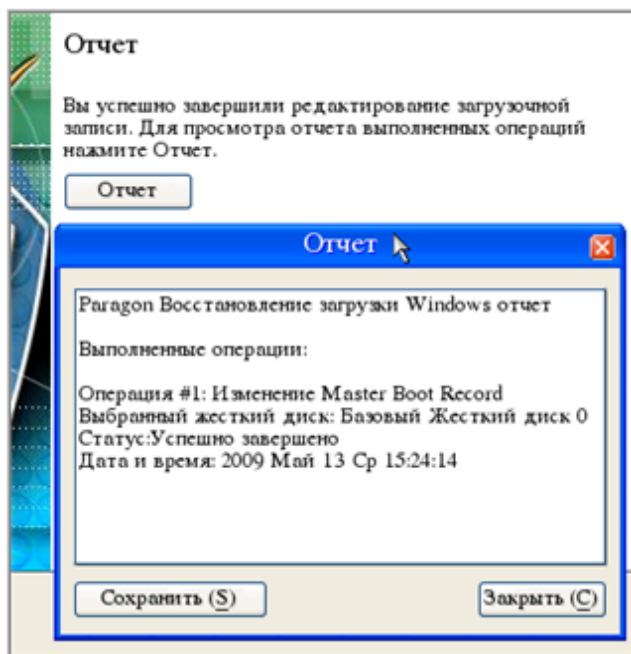 Отчет
Вы успешно завершили редактирование загрузочной
записи. Для просмотра отчета выполненных операций
нажмите Отчет.
Отчет
Отчет
Paragon Восстановление загрузки Windows отчет
Выполненные операции:
Операция #1: Изменение Master Boot Record
Выбранный жесткий диск: Базовый Жесткий диск 0
Статус:Успешно завершено
Дата и время: 2009 Май 13 Ср 15:24:14
Сохранить (S)
Закрыть (C)